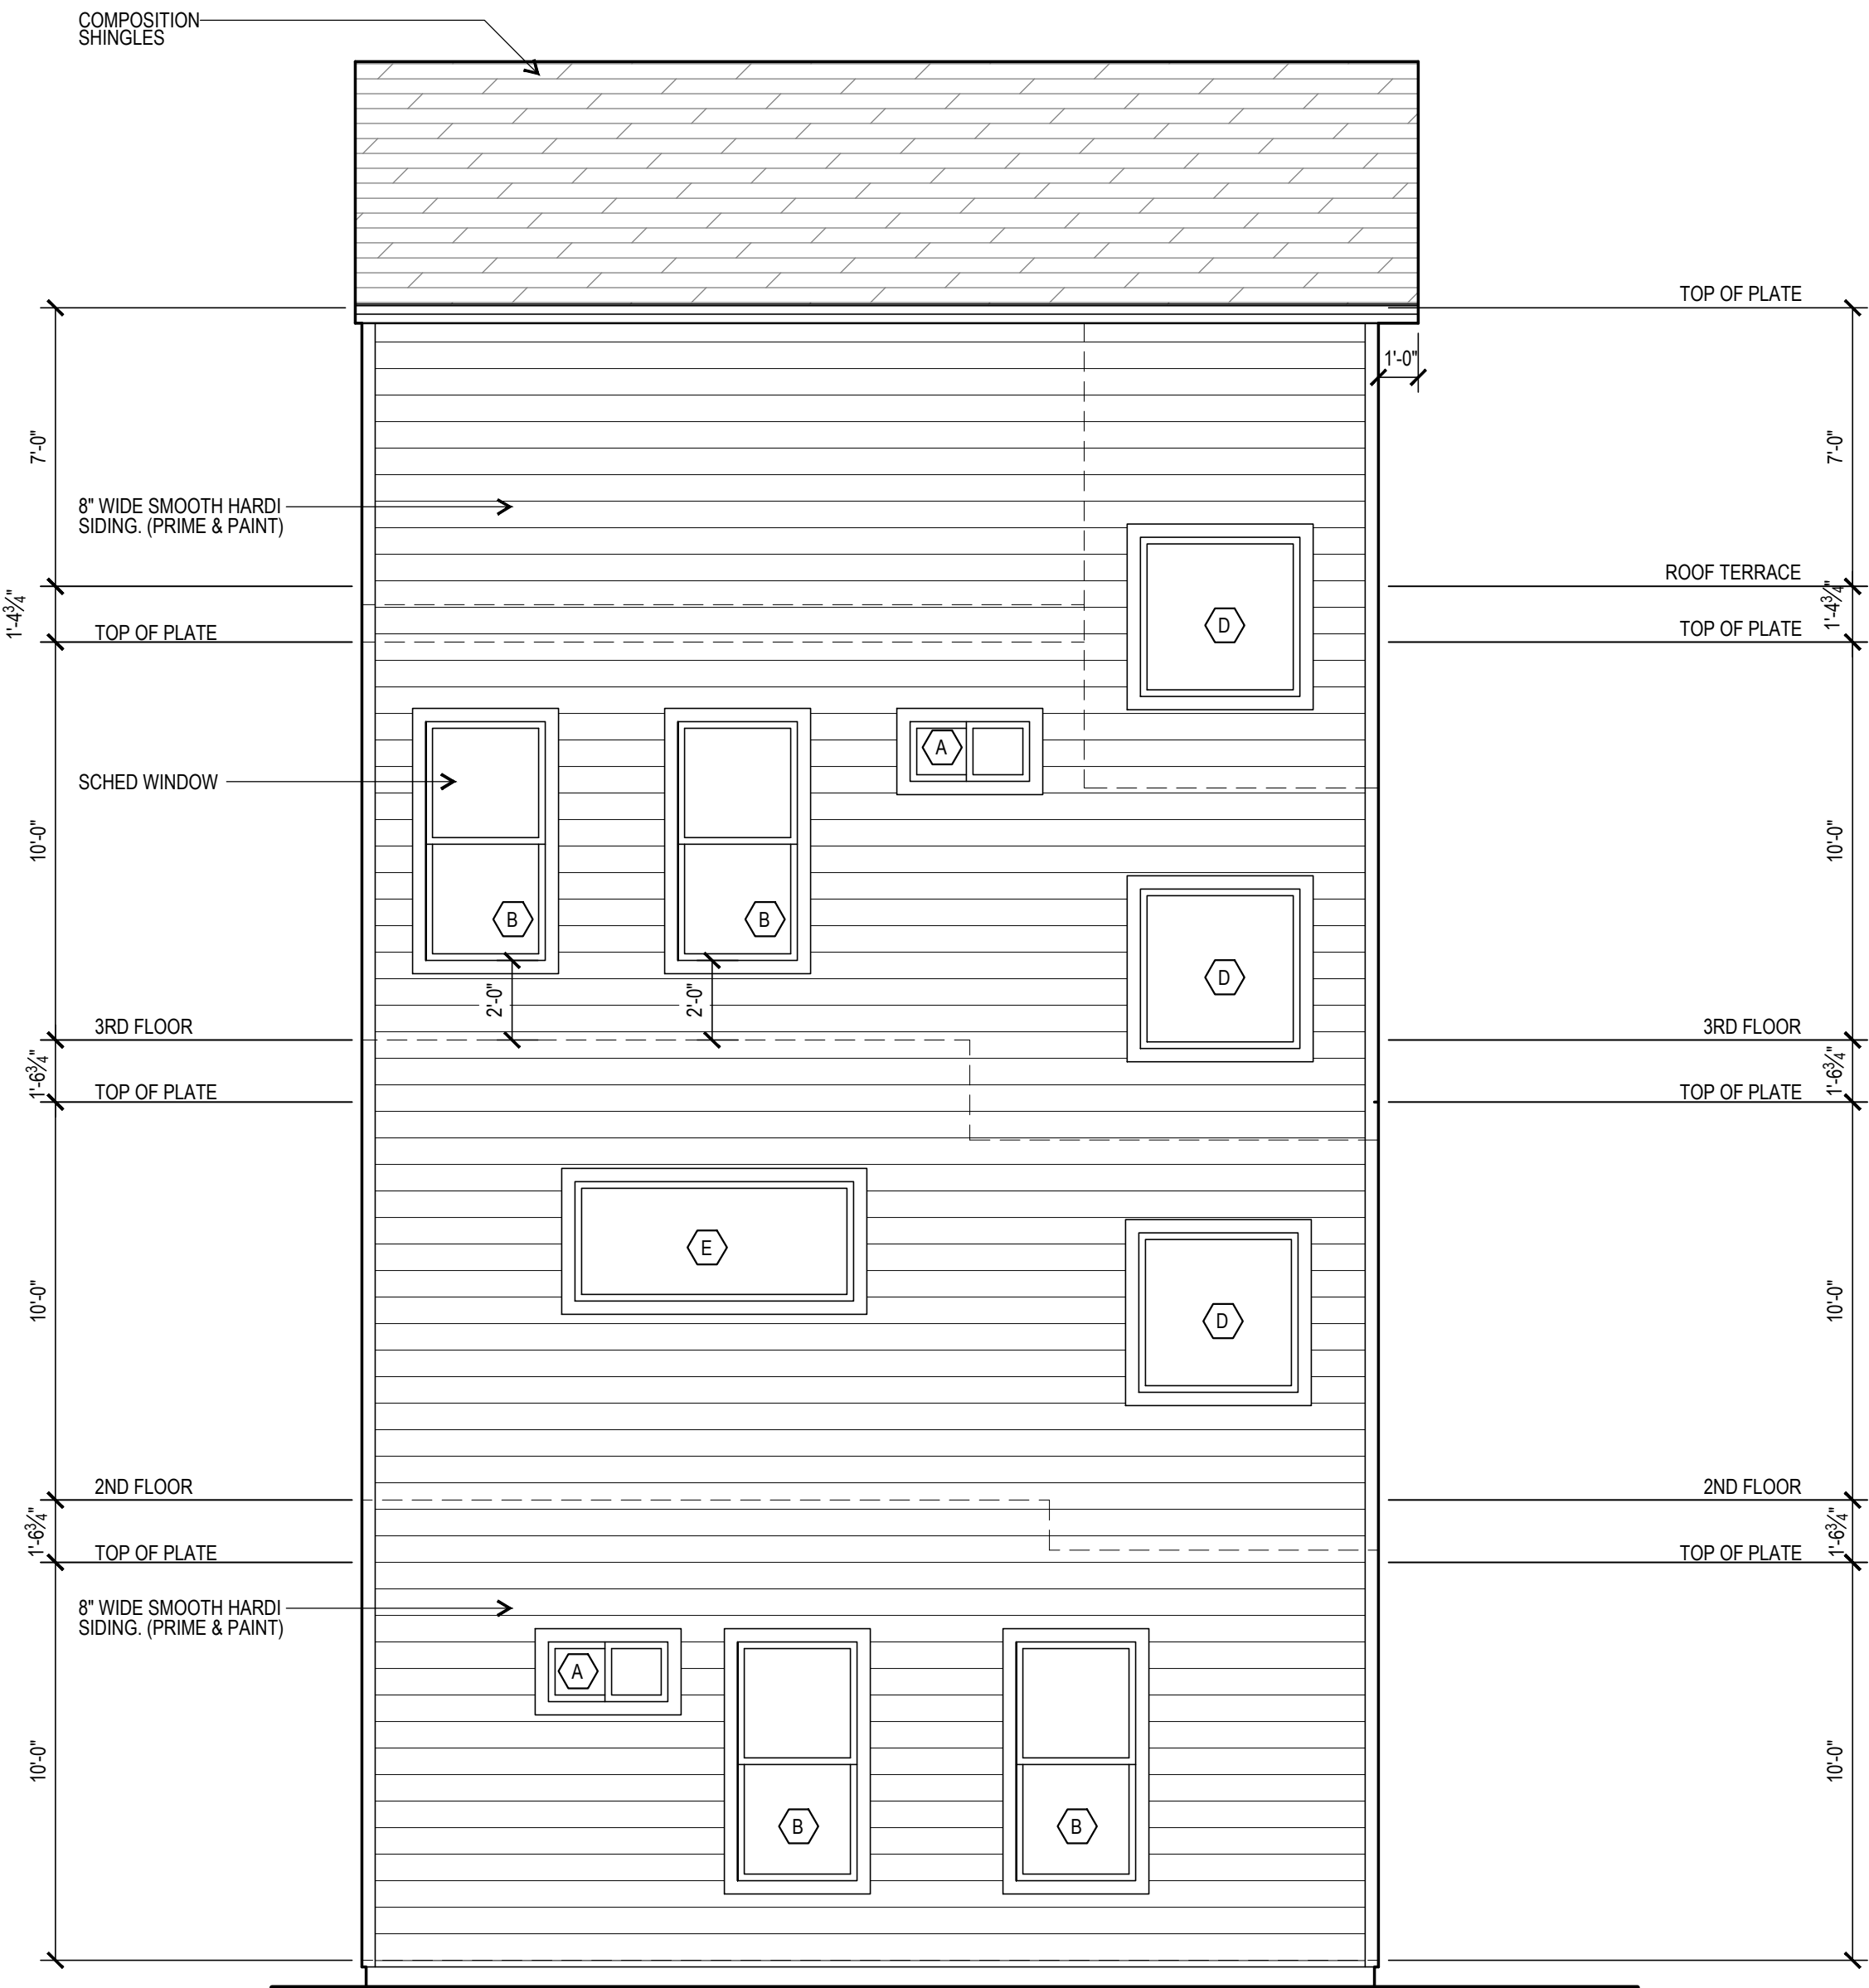 COMPOSITION
SHINGLES
TOP OF PLATE
1'-0"
7'-0"
7'-0"
8" WIDE SMOOTH HARDI
SIDING. (PRIME & PAINT)
ROOF TERRACE
1'-4¾"
1'-4¾"
D
TOP OF PLATE
TOP OF PLATE
A
SCHED WINDOW
10'-0"
10'-0"
B
B
D
2'-0"
2'-0"
3RD FLOOR
3RD FLOOR
1'-6¾"
1'-6¾"
TOP OF PLATE
TOP OF PLATE
E
10'-0"
10'-0"
D
2ND FLOOR
2ND FLOOR
1'-6¾"
1'-6¾"
TOP OF PLATE
TOP OF PLATE
8" WIDE SMOOTH HARDI
SIDING. (PRIME & PAINT)
A
10'-0"
10'-0"
B
B